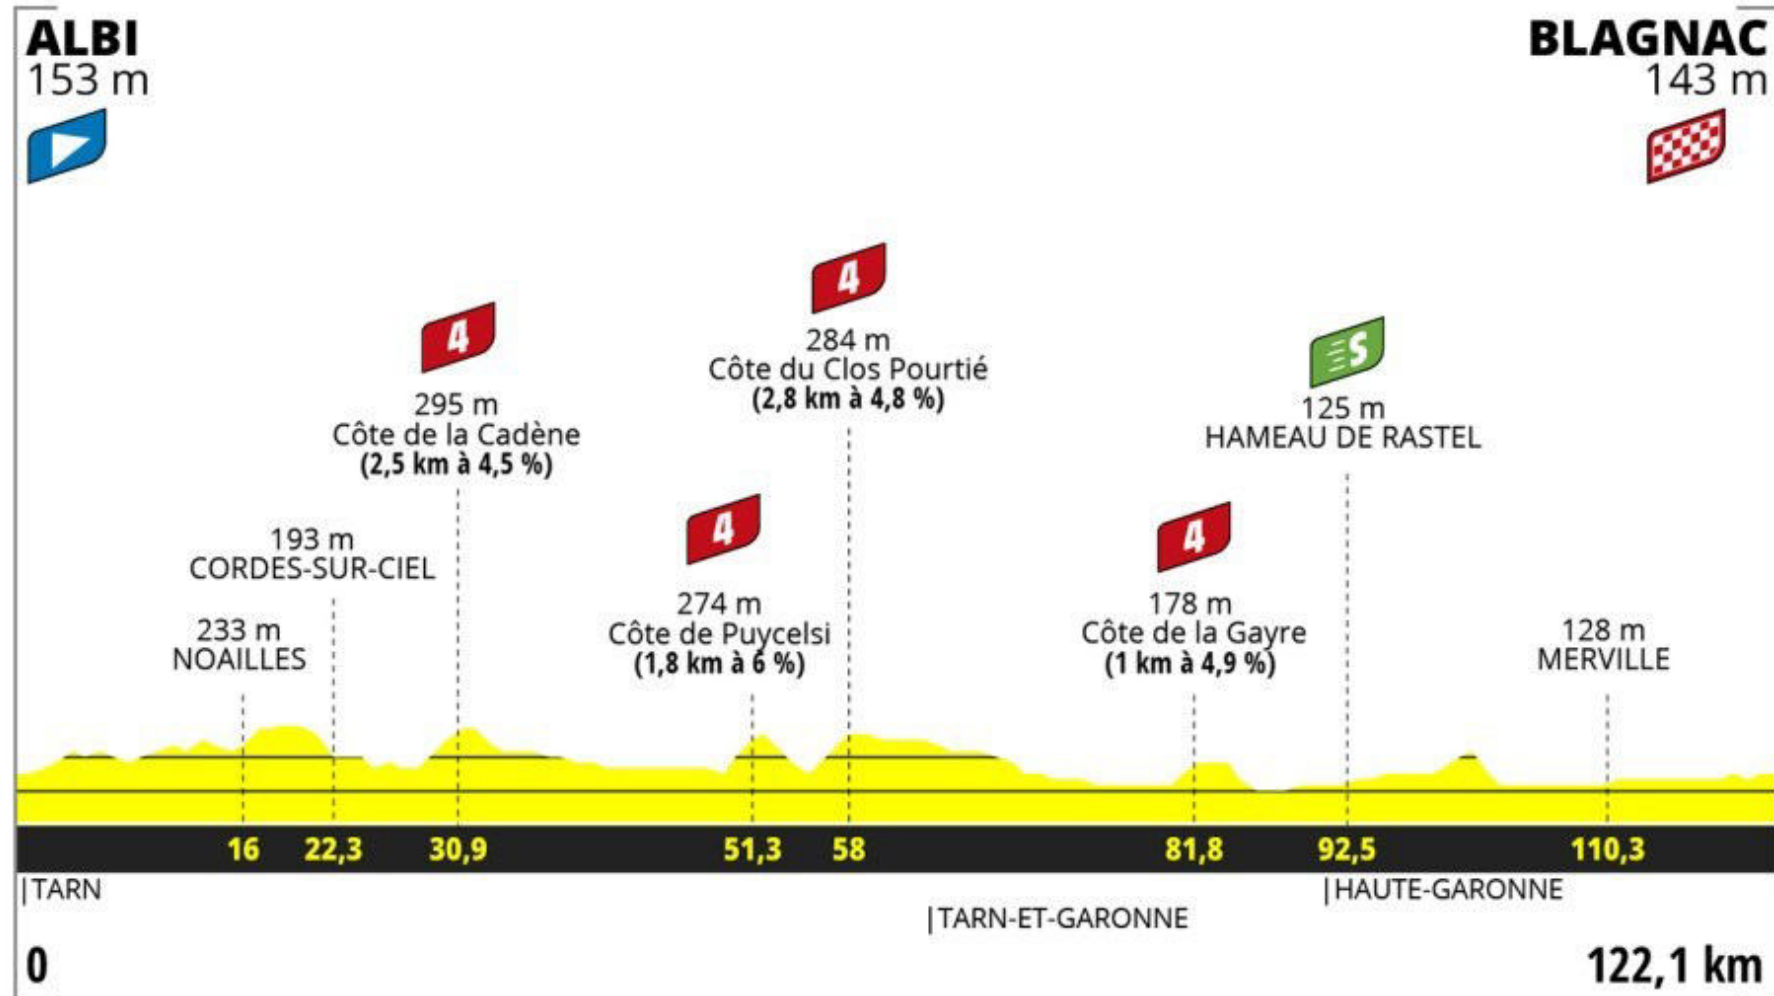 ALBI
153 m
BLAGNAC
143 m
4
284 m
Côte du Clos Pourtié
(2,8 km à 4,8 %)
4
295 m
Côte de la Cadène
(2,5 km à 4,5 %)
S
125 m
HAMEAU DE RASTEL
193 m
CORDES-SUR-CIEL
4
274 m
Côte de Puycelsi
(1,8 km à 6 %)
4
178 m
Côte de la Gayre
(1 km à 4,9 %)
233 m
NOAILLES
128 m
MERVILLE
16 22,3 30,9 51,3 58 81,8 92,5 110,3
|TARN
|HAUTE-GARONNE
|TARN-ET-GARONNE
0
122,1 km